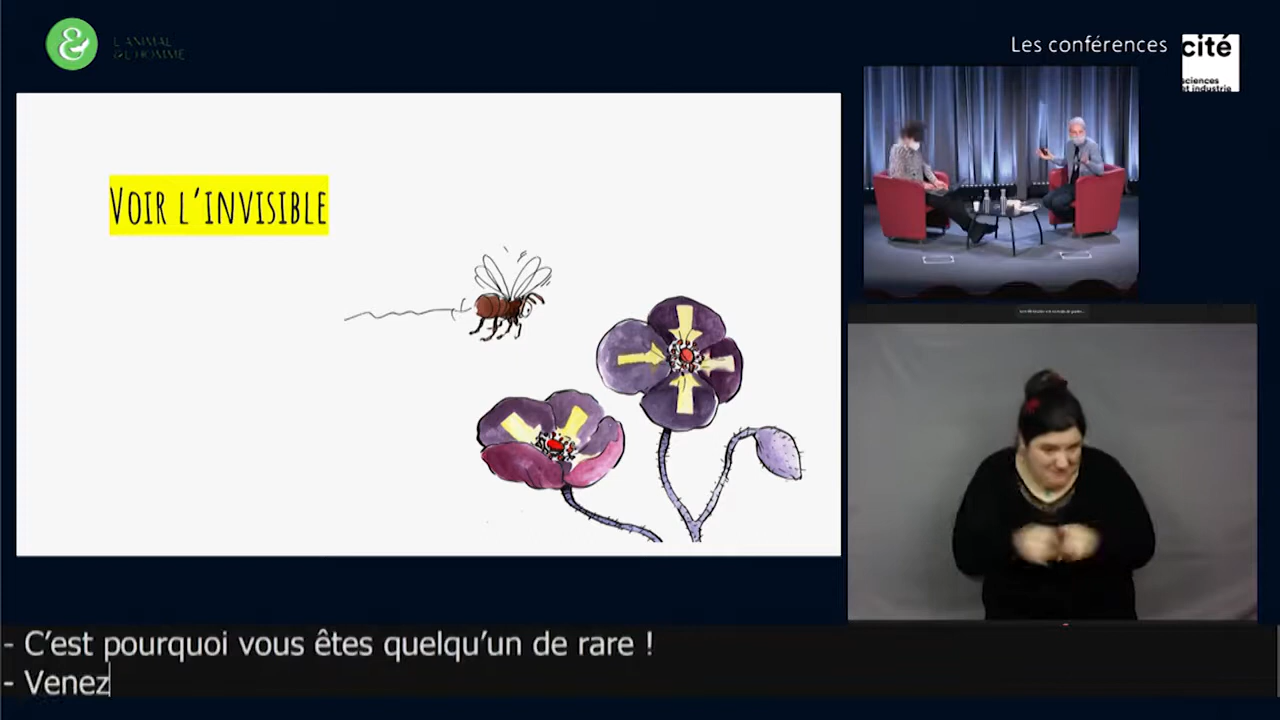 &
L'ANIMAL
& L'HOMME
Les conférences
cité
sciences
et industrie
VOIR L'INVISIBLE
- C'est pourquoi vous êtes quelqu'un de rare !
- Venez